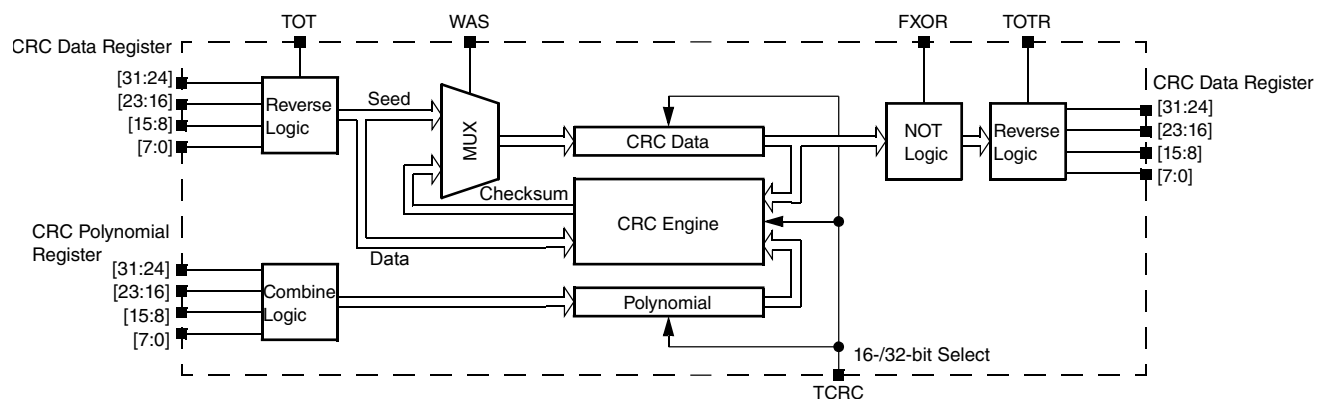 TOT
WAS
FXOR
TOTR
CRC Data Register
[31:24]
[23:16]
[15:8]
[7:0]
Reverse
Logic
Seed
MUX
CRC Data
NOT
Logic
Reverse
Logic
CRC Data Register
[31:24]
[23:16]
[15:8]
[7:0]
Checksum
CRC Engine
Data
CRC Polynomial
Register
[31:24]
[23:16]
[15:8]
[7:0]
Combine
Logic
Polynomial
16-/32-bit Select
TCRC